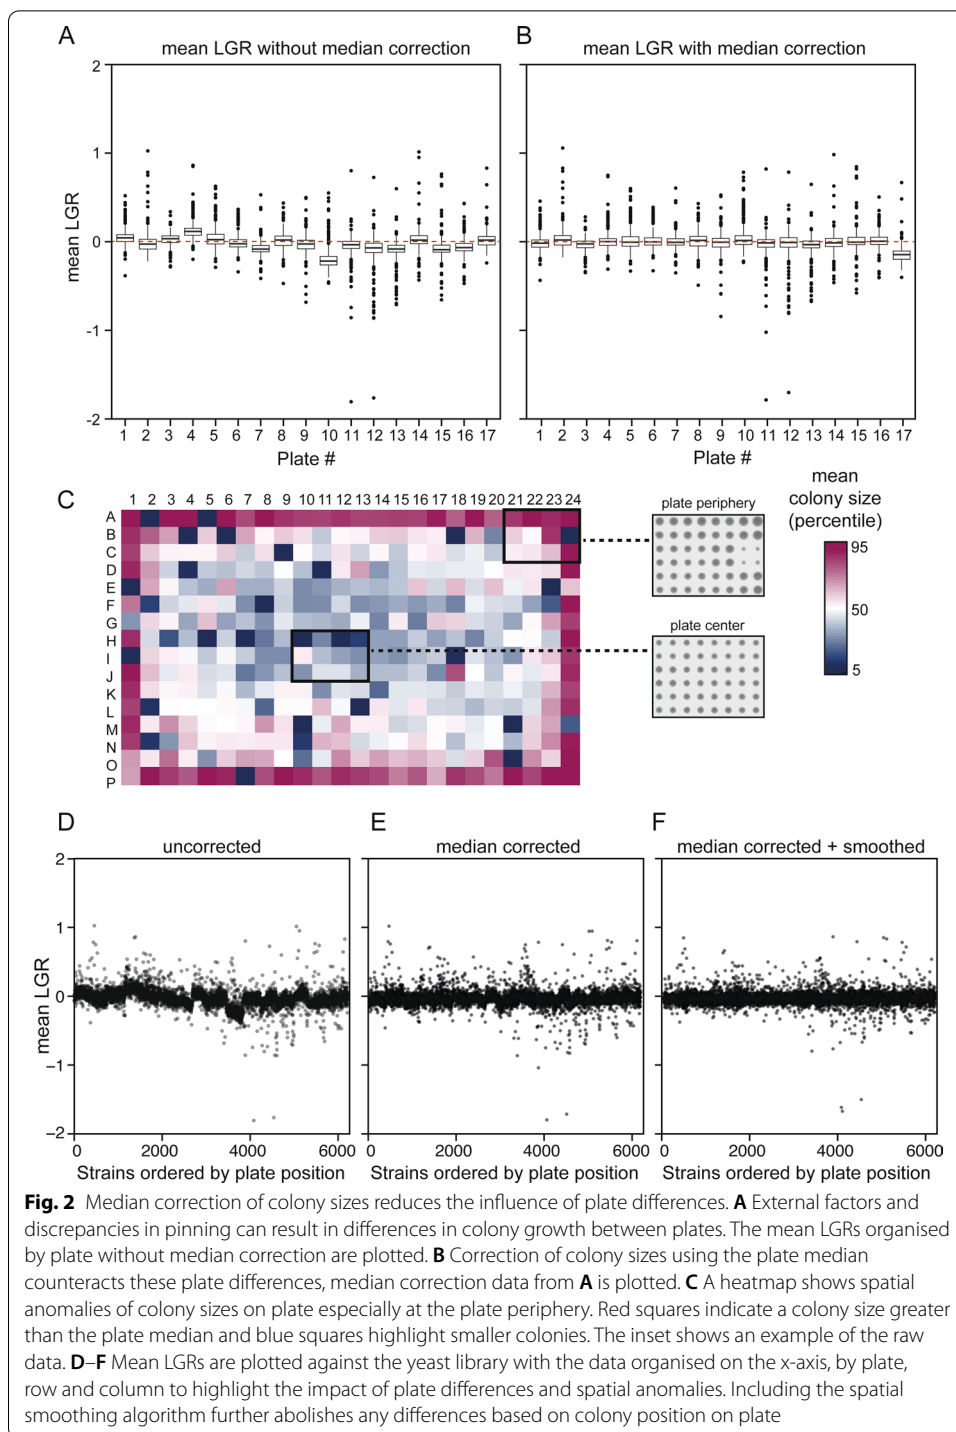 A
mean LGR without median correction
B
mean LGR with median correction
2
1
0
-1
-2
mean LGR
1 2 3 4 5 6 7 8 9 10 11 12 13 14 15 16 17
Plate #
2
1
0
-1
-2
1 2 3 4 5 6 7 8 9 10 11 12 13 14 15 16 17
Plate #
C
1 2 3 4 5 6 7 8 9 10 11 12 13 14 15 16 17 18 19 20 21 22 23 24
A
B
C
D
E
F
G
H
I
J
K
L
M
N
O
P
plate periphery
plate center
mean
colony size
(percentile)
95
50
5
D
uncorrected
E
median corrected
F
median corrected + smoothed
2
1
0
−1
−2
mean LGR
0 2000 4000 6000
Strains ordered by plate position
0 2000 4000 6000
Strains ordered by plate position
0 2000 4000 6000
Strains ordered by plate position
Fig. 2 Median correction of colony sizes reduces the influence of plate differences. A External factors and
discrepancies in pinning can result in differences in colony growth between plates. The mean LGRs organised
by plate without median correction are plotted. B Correction of colony sizes using the plate median
counteracts these plate differences, median correction data from A is plotted. C A heatmap shows spatial
anomalies of colony sizes on plate especially at the plate periphery. Red squares indicate a colony size greater
than the plate median and blue squares highlight smaller colonies. The inset shows an example of the raw
data. D–F Mean LGRs are plotted against the yeast library with the data organised on the x-axis, by plate,
row and column to highlight the impact of plate differences and spatial anomalies. Including the spatial
smoothing algorithm further abolishes any differences based on colony position on plate